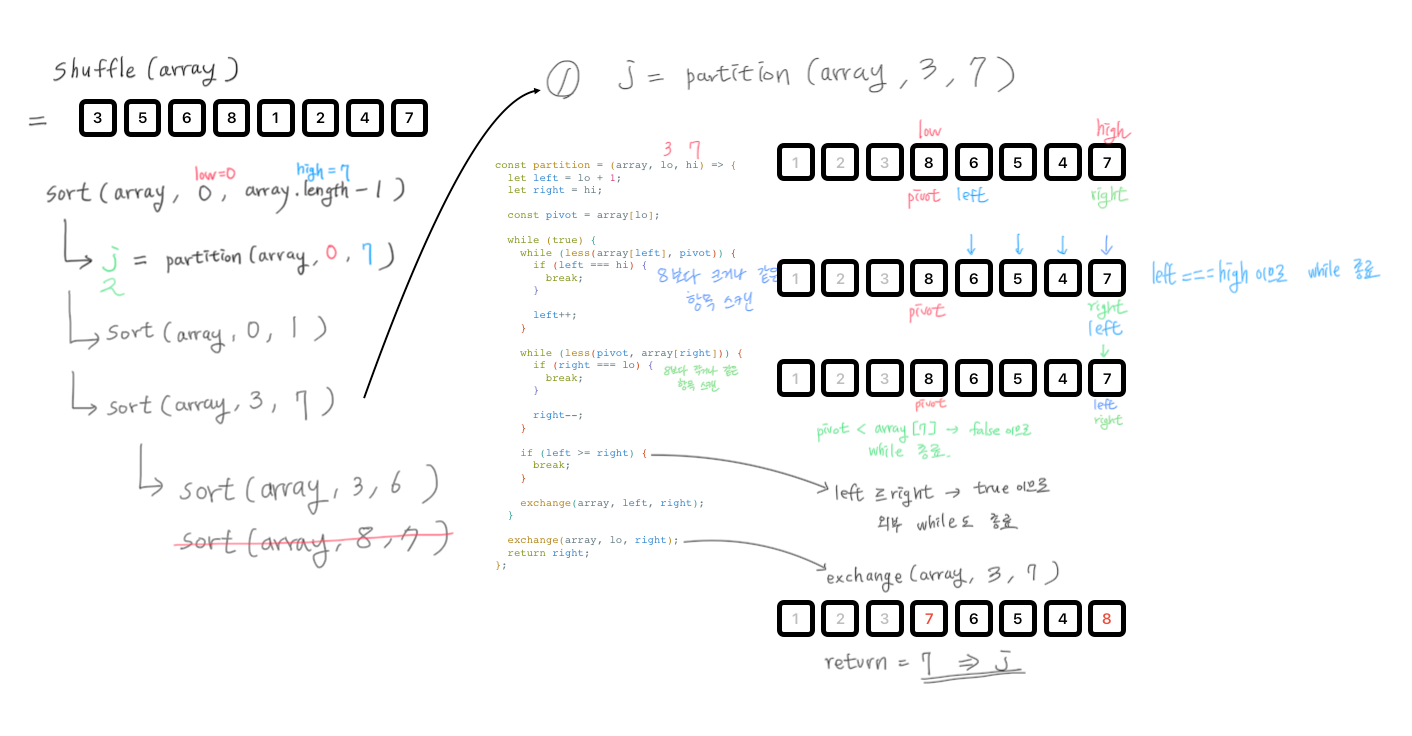 shuffle (array)
= 3 5 6 8 1 2 4 7
low=0 high = 7
sort (array, 0, array.length - 1)
j = partition (array, 0, 7)
2
sort (array, 0, 1)
sort (array, 3, 7)
sort (array, 3, 6)
sort (array, 8, 7)
① j = partition (array, 3, 7)
3 7
const partition = (array, lo, hi) => {
let left = lo + 1;
let right = hi;
const pivot = array[lo];
while (true) {
while (less(array[left], pivot)) {
if (left === hi) {
break;
}
left++;
}
8보다 크거나 같은
항목 스캔
while (less(pivot, array[right])) {
if (right === lo) {
break;
}
right--;
}
8보다 작거나 같은
항목 스캔
if (left >= right) {
break;
}
exchange(array, left, right);
}
exchange(array, lo, right);
return right;
};
low high
1 2 3 8 6 5 4 7
pivot left right
1 2 3 8 6 5 4 7
pivot right
left
left === high 이므로 while 종료
1 2 3 8 6 5 4 7
pivot left
right
pivot < array [7] → false 이므로
while 종료.
left ≥ right → true 이므로
외부 while도 종료
exchange (array, 3, 7)
1 2 3 7 6 5 4 8
return = 7 ⇒ j